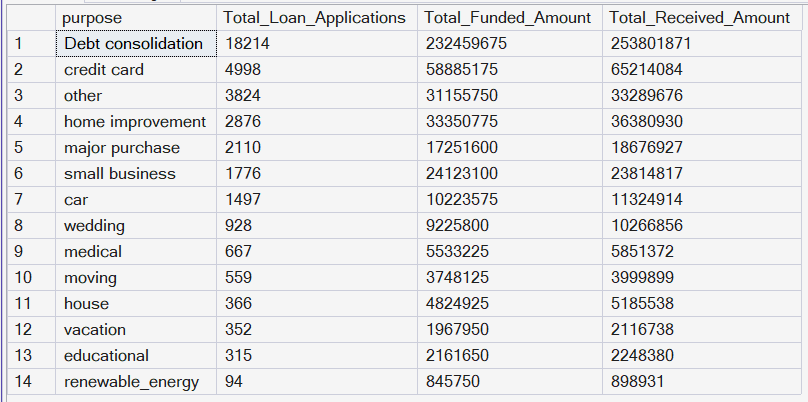 purpose Total_Loan_Applications Total_Funded_Amount Total_Received_Amount
1 Debt consolidation 18214 232459675 253801871
2 credit card 4998 58885175 65214084
3 other 3824 31155750 33289676
4 home improvement 2876 33350775 36380930
5 major purchase 2110 17251600 18676927
6 small business 1776 24123100 23814817
7 car 1497 10223575 11324914
8 wedding 928 9225800 10266856
9 medical 667 5533225 5851372
10 moving 559 3748125 3999899
11 house 366 4824925 5185538
12 vacation 352 1967950 2116738
13 educational 315 2161650 2248380
14 renewable_energy 94 845750 898931